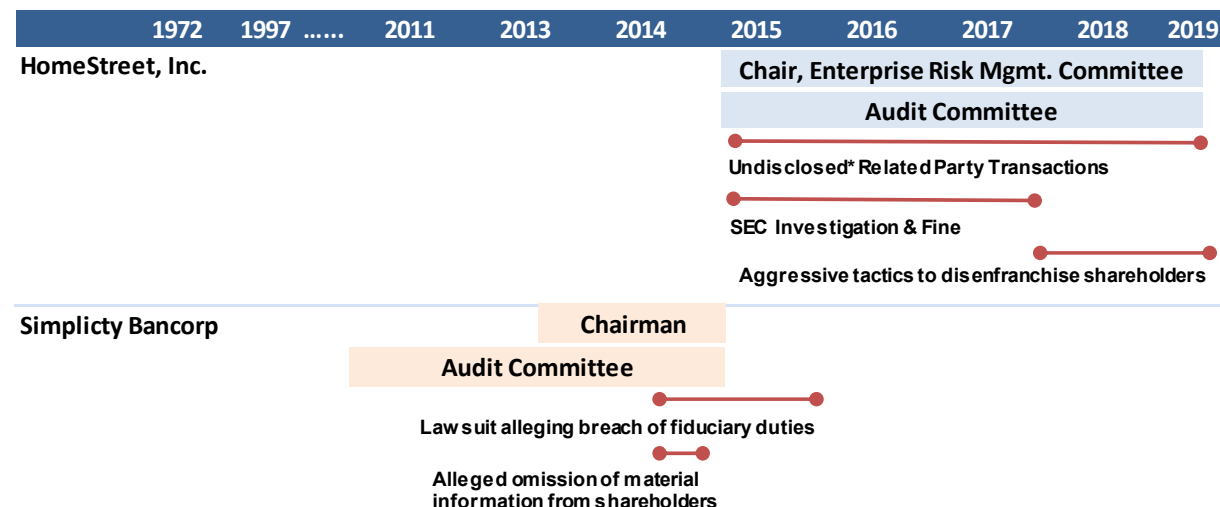 1972 1997 ...... 2011 2013 2014 2015 2016 2017 2018 2019
HomeStreet, Inc.
Chair, Enterprise Risk Mgmt. Committee
Audit Committee
Undisclosed* Related Party Transactions
SEC Investigation & Fine
Aggressive tactics to disenfranchise shareholders
Simplicty Bancorp
Chairman
Audit Committee
Lawsuit alleging breach of fiduciary duties
Alleged omission of material
information from shareholders